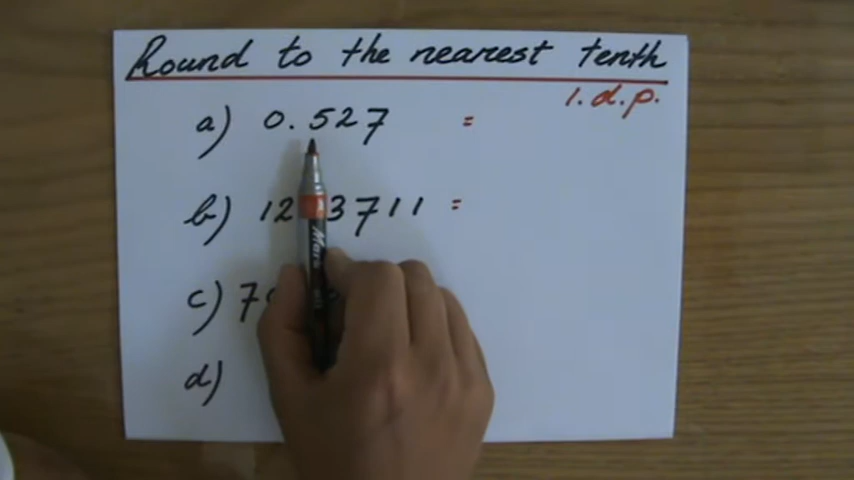 Round to the nearest tenth
1.d.p.
a) 0.527 =
b) 12 3711 =
c) 7
d)